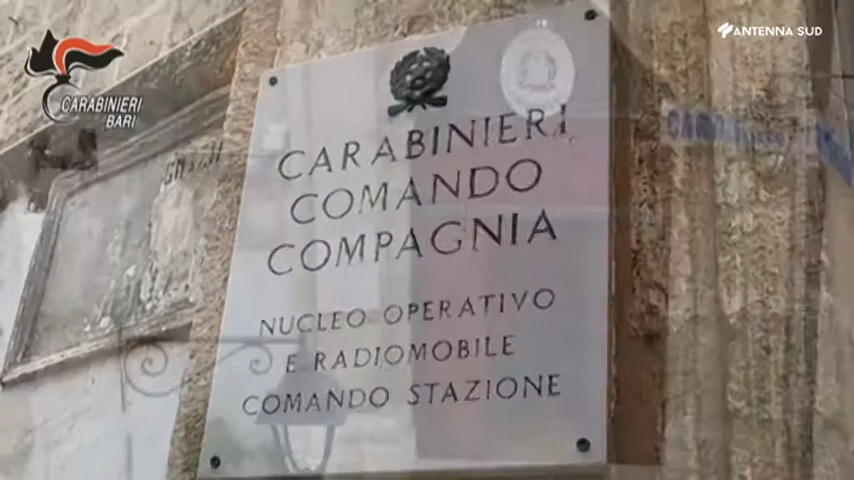 ANTENNA SUD
CARABINIERI
BARI
CARABINIERI
COMANDO
COMPAGNIA
NUCLEO OPERATIVO
E RADIOMOBILE
COMANDO STAZIONE